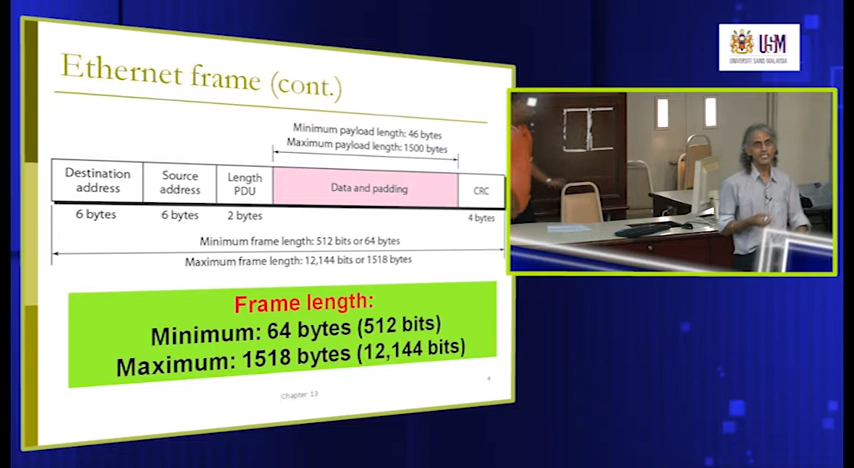 Ethernet frame (cont.)
Minimum payload length: 46 bytes
Maximum payload length: 1500 bytes
Destination address
Source address
Length PDU
Data and padding
CRC
6 bytes
6 bytes
2 bytes
4 bytes
Minimum frame length: 512 bits or 64 bytes
Maximum frame length: 12,144 bits or 1518 bytes
Frame length:
Minimum: 64 bytes (512 bits)
Maximum: 1518 bytes (12,144 bits)
Chapter 13
USM
UNIVERSITI SAINS MALAYSIA